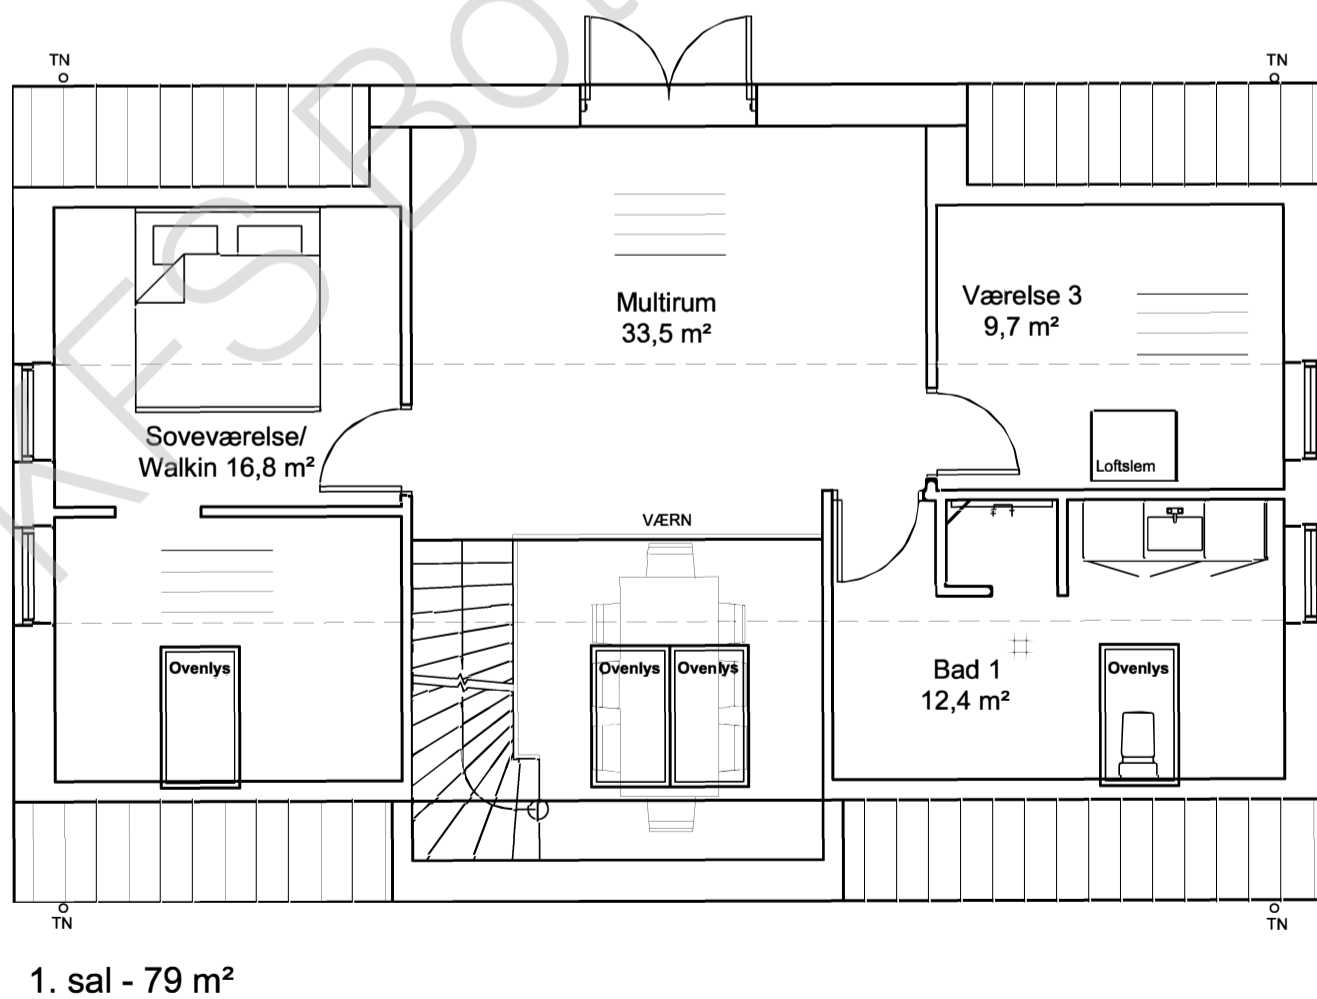 TN
TN
Multirum
33,5 m²
Værelse 3
9,7 m²
Soveværelse/
Walkin 16,8 m²
Loftslem
VÆRN
Ovenlys
Ovenlys
Ovenlys
Bad 1
12,4 m²
Ovenlys
TN
TN
1. sal - 79 m²